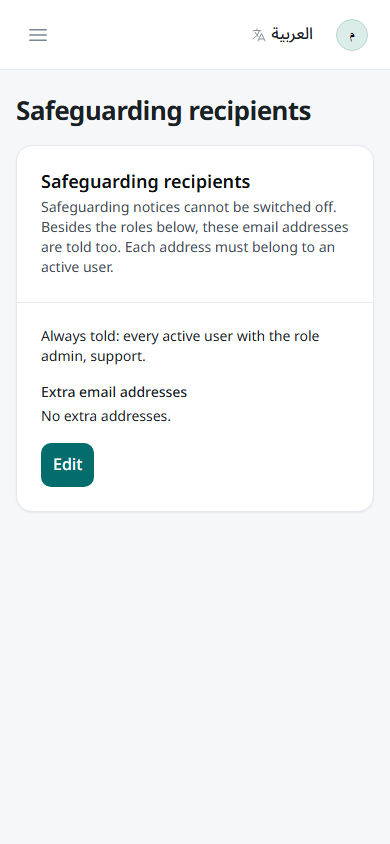 العربية
م
Safeguarding recipients
Safeguarding recipients
Safeguarding notices cannot be switched off.
Besides the roles below, these email addresses
are told too. Each address must belong to an
active user.
Always told: every active user with the role
admin, support.
Extra email addresses
No extra addresses.
Edit